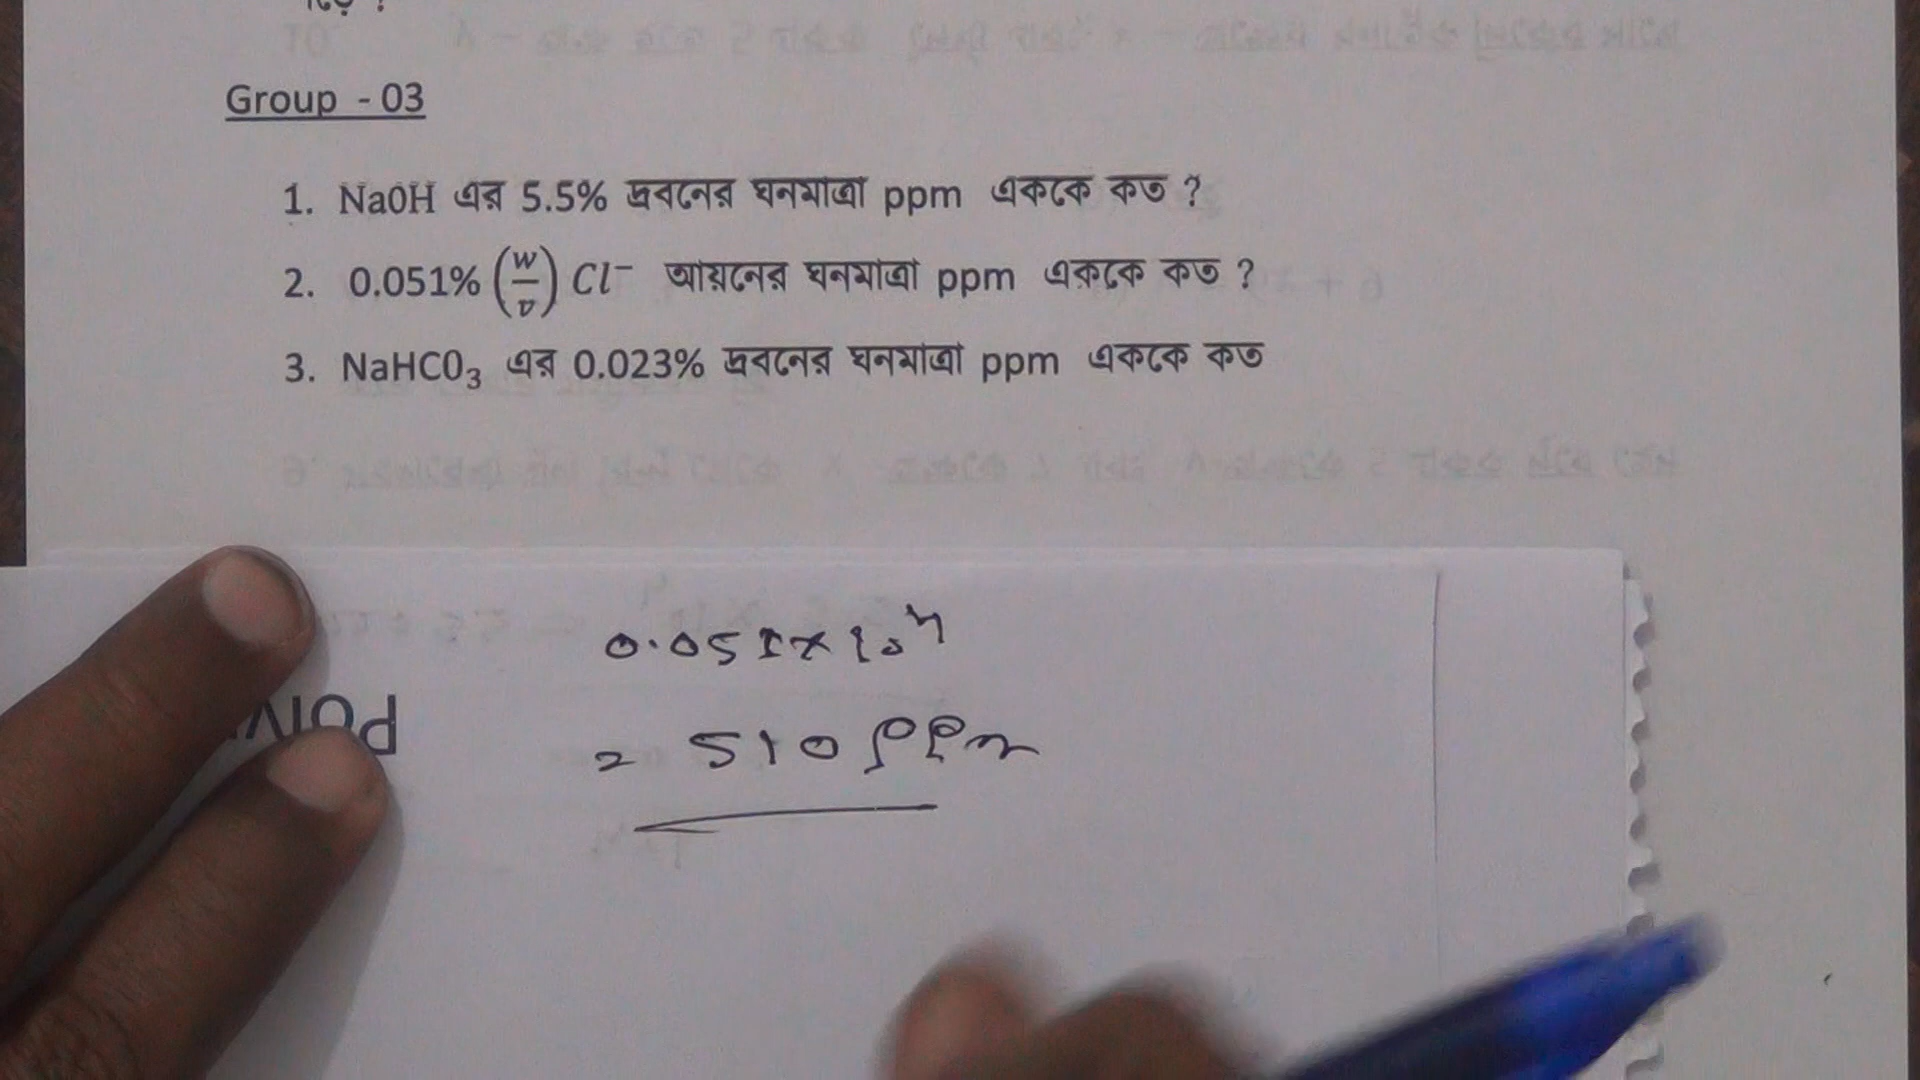 Group - 03
1. NaOH এর 5.5% দ্রবনের ঘনমাত্রা ppm এককে কত ?
2. 0.051% (w/v) Cl⁻ আয়নের ঘনমাত্রা ppm এককে কত ?
3. NaHCO₃ এর 0.023% দ্রবনের ঘনমাত্রা ppm এককে কত
0.051×10⁴
= 510 ppm